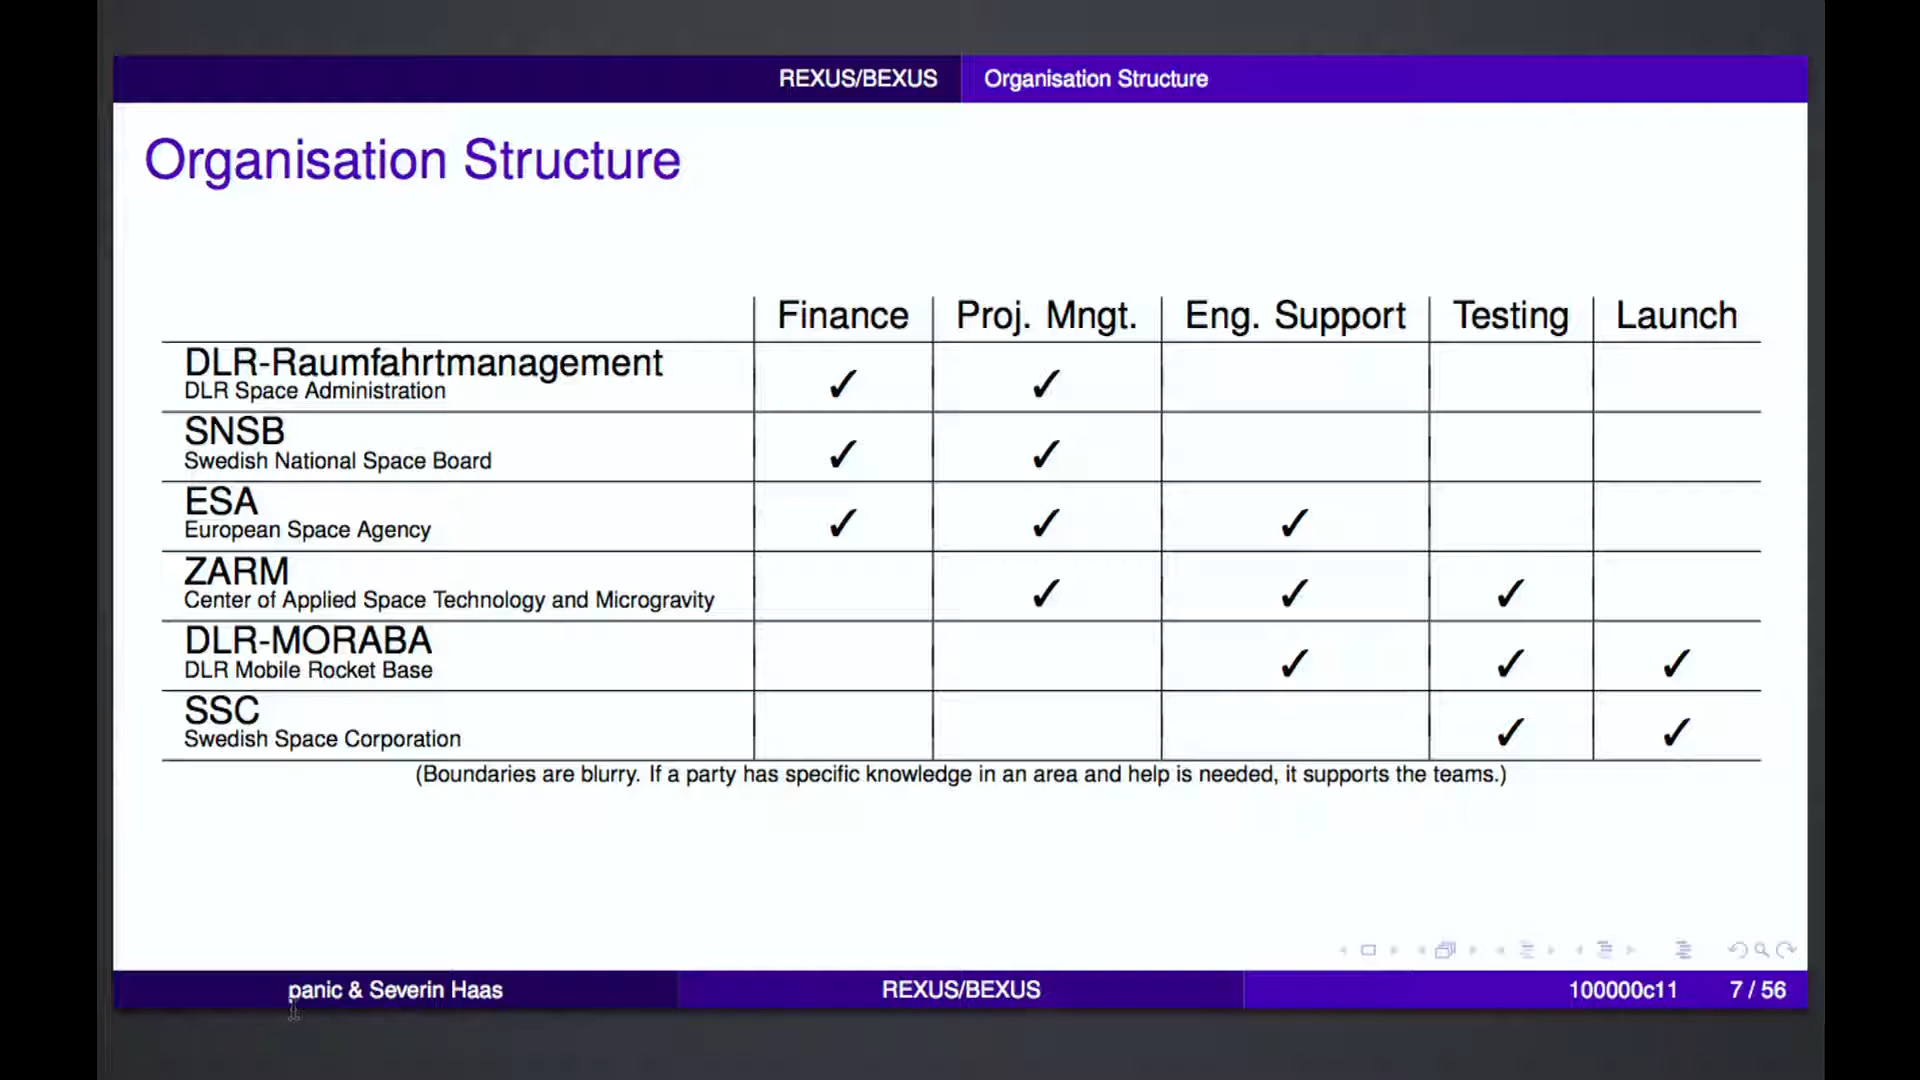 REXUS/BEXUS Organisation Structure
Organisation Structure
Finance Proj. Mngt. Eng. Support Testing Launch
DLR-Raumfahrtmanagement ✓ ✓
DLR Space Administration
SNSB ✓ ✓
Swedish National Space Board
ESA ✓ ✓ ✓
European Space Agency
ZARM ✓ ✓ ✓
Center of Applied Space Technology and Microgravity
DLR-MORABA ✓ ✓ ✓
DLR Mobile Rocket Base
SSC ✓ ✓
Swedish Space Corporation
(Boundaries are blurry. If a party has specific knowledge in an area and help is needed, it supports the teams.)
panic & Severin Haas REXUS/BEXUS 100000c11 7 / 56